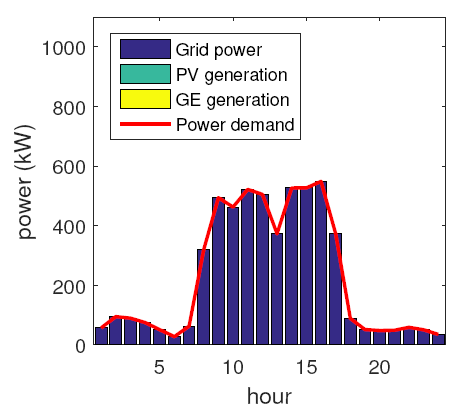 1000
800
600
400
200
0
power (kW)
Grid power
PV generation
GE generation
Power demand
5 10 15 20
hour